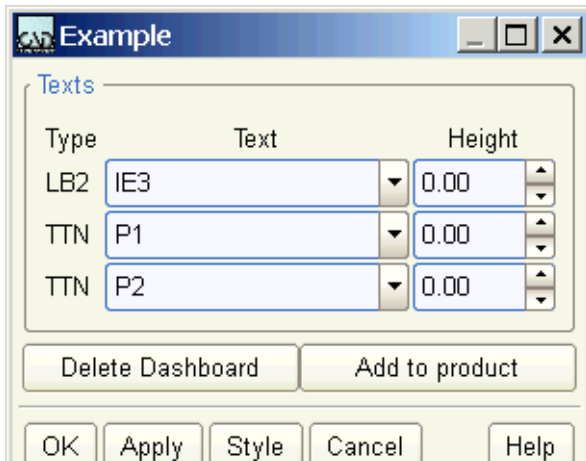 CAD Example
Texts
Type Text Height
LB2 IE3 0.00
TTN P1 0.00
TTN P2 0.00
Delete Dashboard Add to product
OK Apply Style Cancel Help